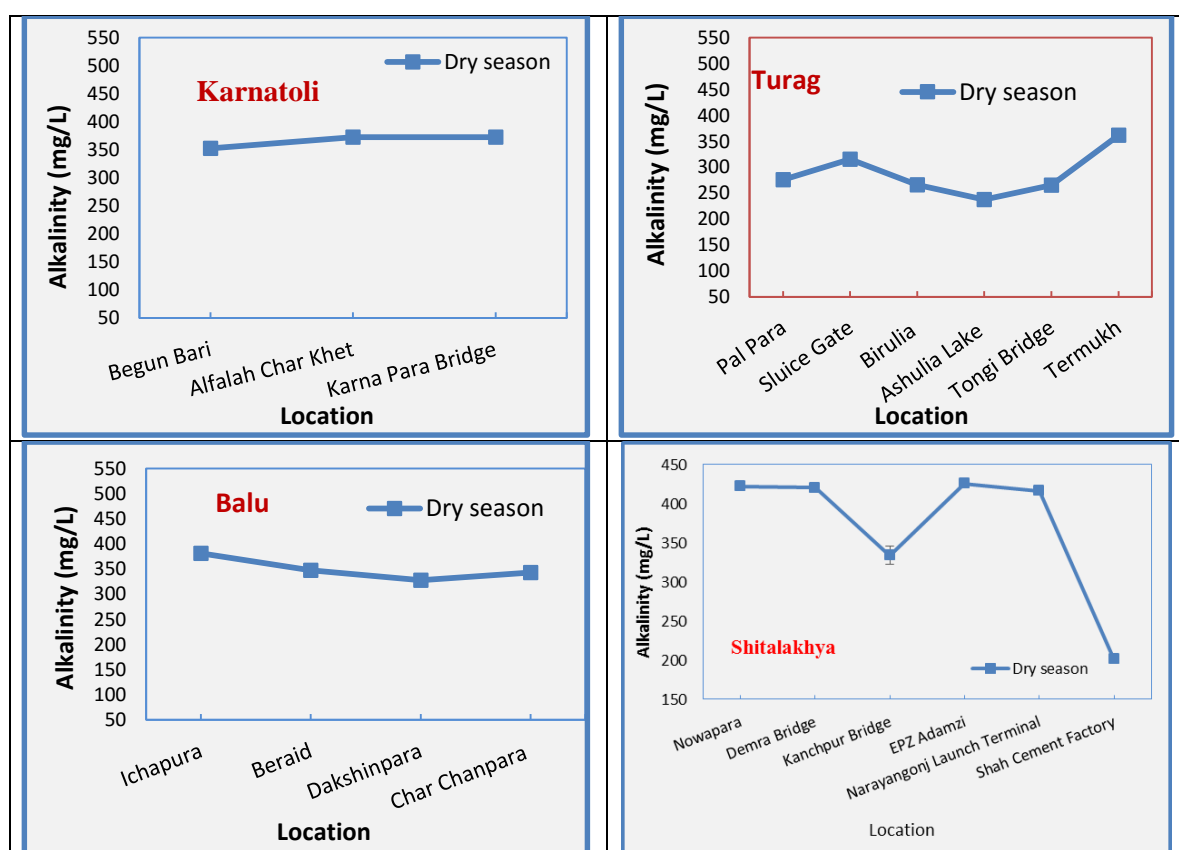 550
500
450
400
350
300
250
200
150
100
50
Alkalinity (mg/L)
Karnatoli
Dry season
Begun Bari
Alfalah Char Khet
Karna Para Bridge
Location
550
500
450
400
350
300
250
200
150
100
50
Alkalinity (mg/L)
Turag
Dry season
Pal Para
Sluice Gate
Birulia
Ashulia Lake
Tongi Bridge
Termukh
Location
550
500
450
400
350
300
250
200
150
100
50
Alkalinity (mg/L)
Balu
Dry season
Ichapura
Beraid
Dakshinpara
Char Chanpara
Location
450
400
350
300
250
200
150
Alkalinity (mg/L)
Shitalakhya
Dry season
Nowapara
Demra Bridge
Kanchpur Bridge
EPZ Adamzi
Narayangonj Launch Terminal
Shah Cement Factory
Location